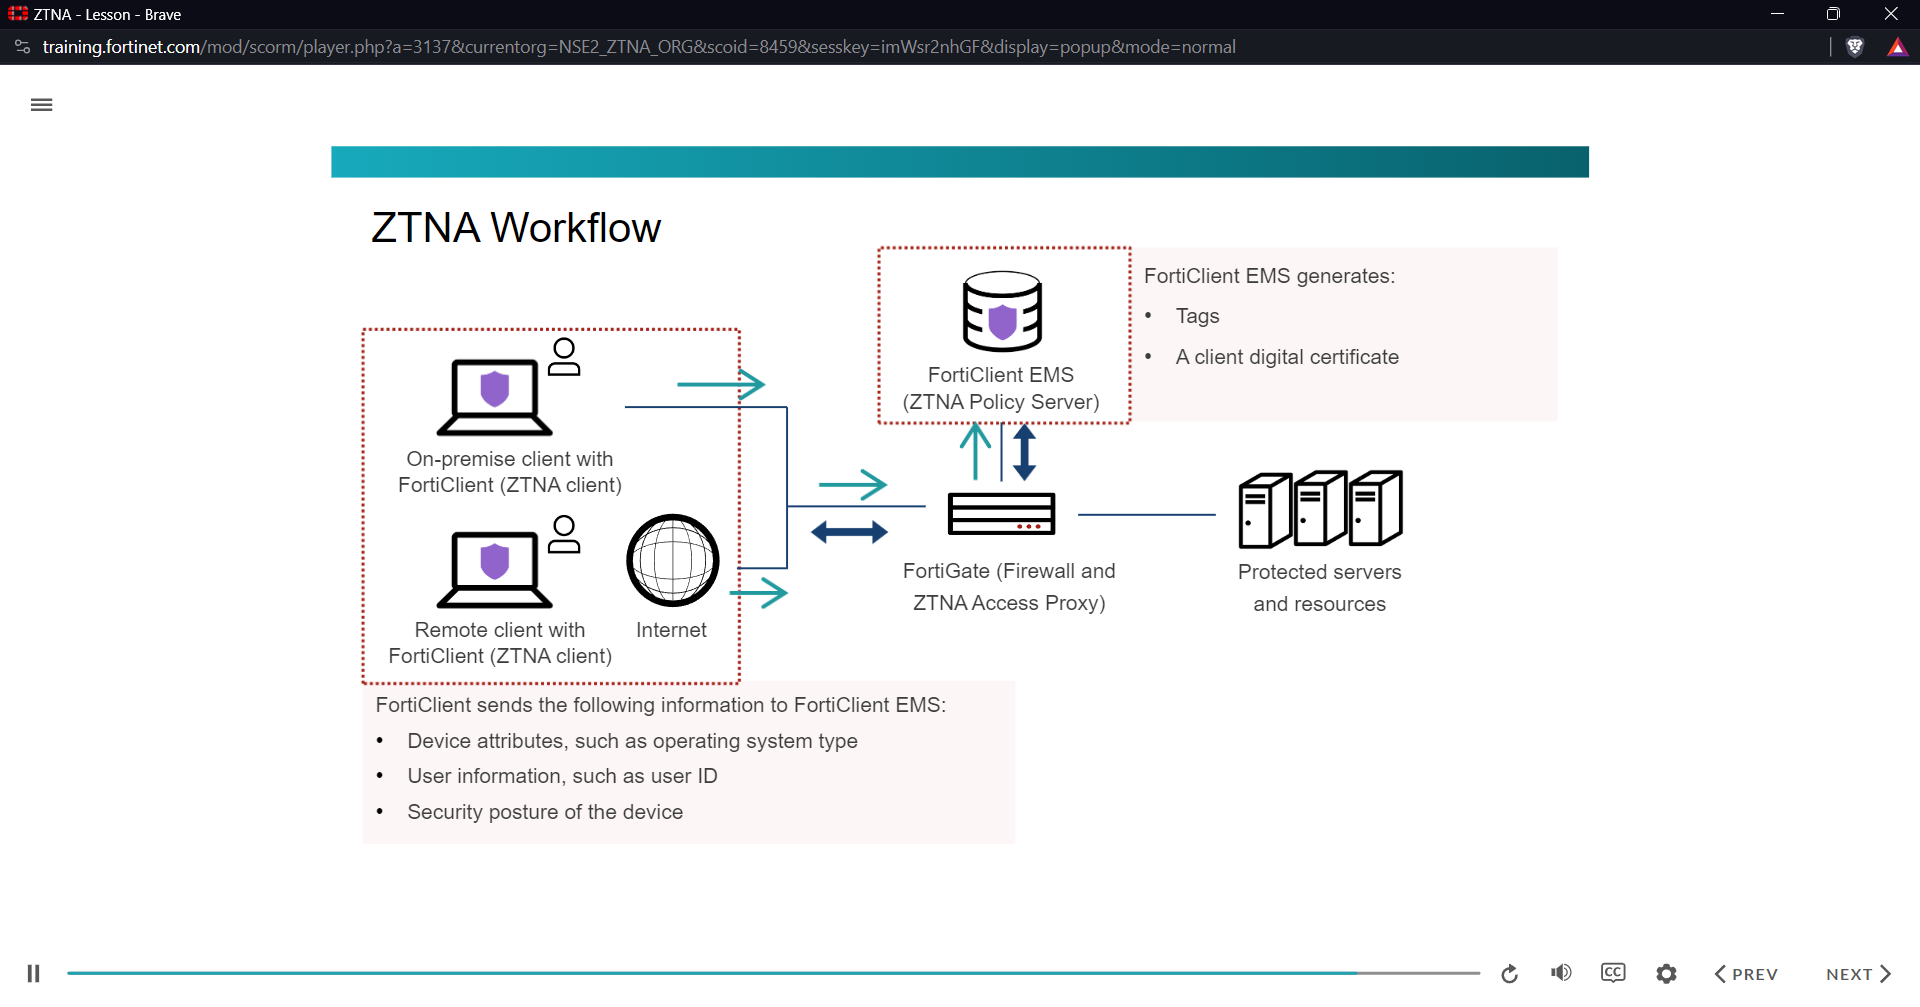 ZTNA - Lesson - Brave
training.fortinet.com/mod/scorm/player.php?a=3137&currentorg=NSE2_ZTNA_ORG&scoid=8459&sesskey=imWsr2nhGF&display=popup&mode=normal
ZTNA Workflow
FortiClient EMS
(ZTNA Policy Server)
FortiClient EMS generates:
• Tags
• A client digital certificate
On-premise client with
FortiClient (ZTNA client)
Remote client with
FortiClient (ZTNA client)
Internet
FortiGate (Firewall and
ZTNA Access Proxy)
Protected servers
and resources
FortiClient sends the following information to FortiClient EMS:
• Device attributes, such as operating system type
• User information, such as user ID
• Security posture of the device
CC
PREV
NEXT